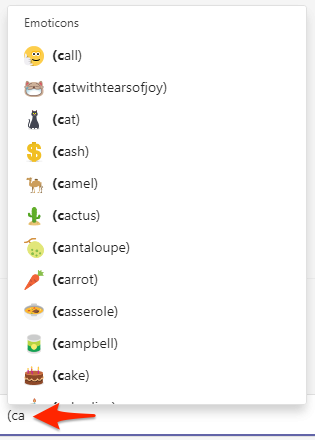 Emoticons
(call)
(catwithtearsofjoy)
(cat)
(cash)
(camel)
(cactus)
(cantaloupe)
(carrot)
(casserole)
(campbell)
(cake)
(ca